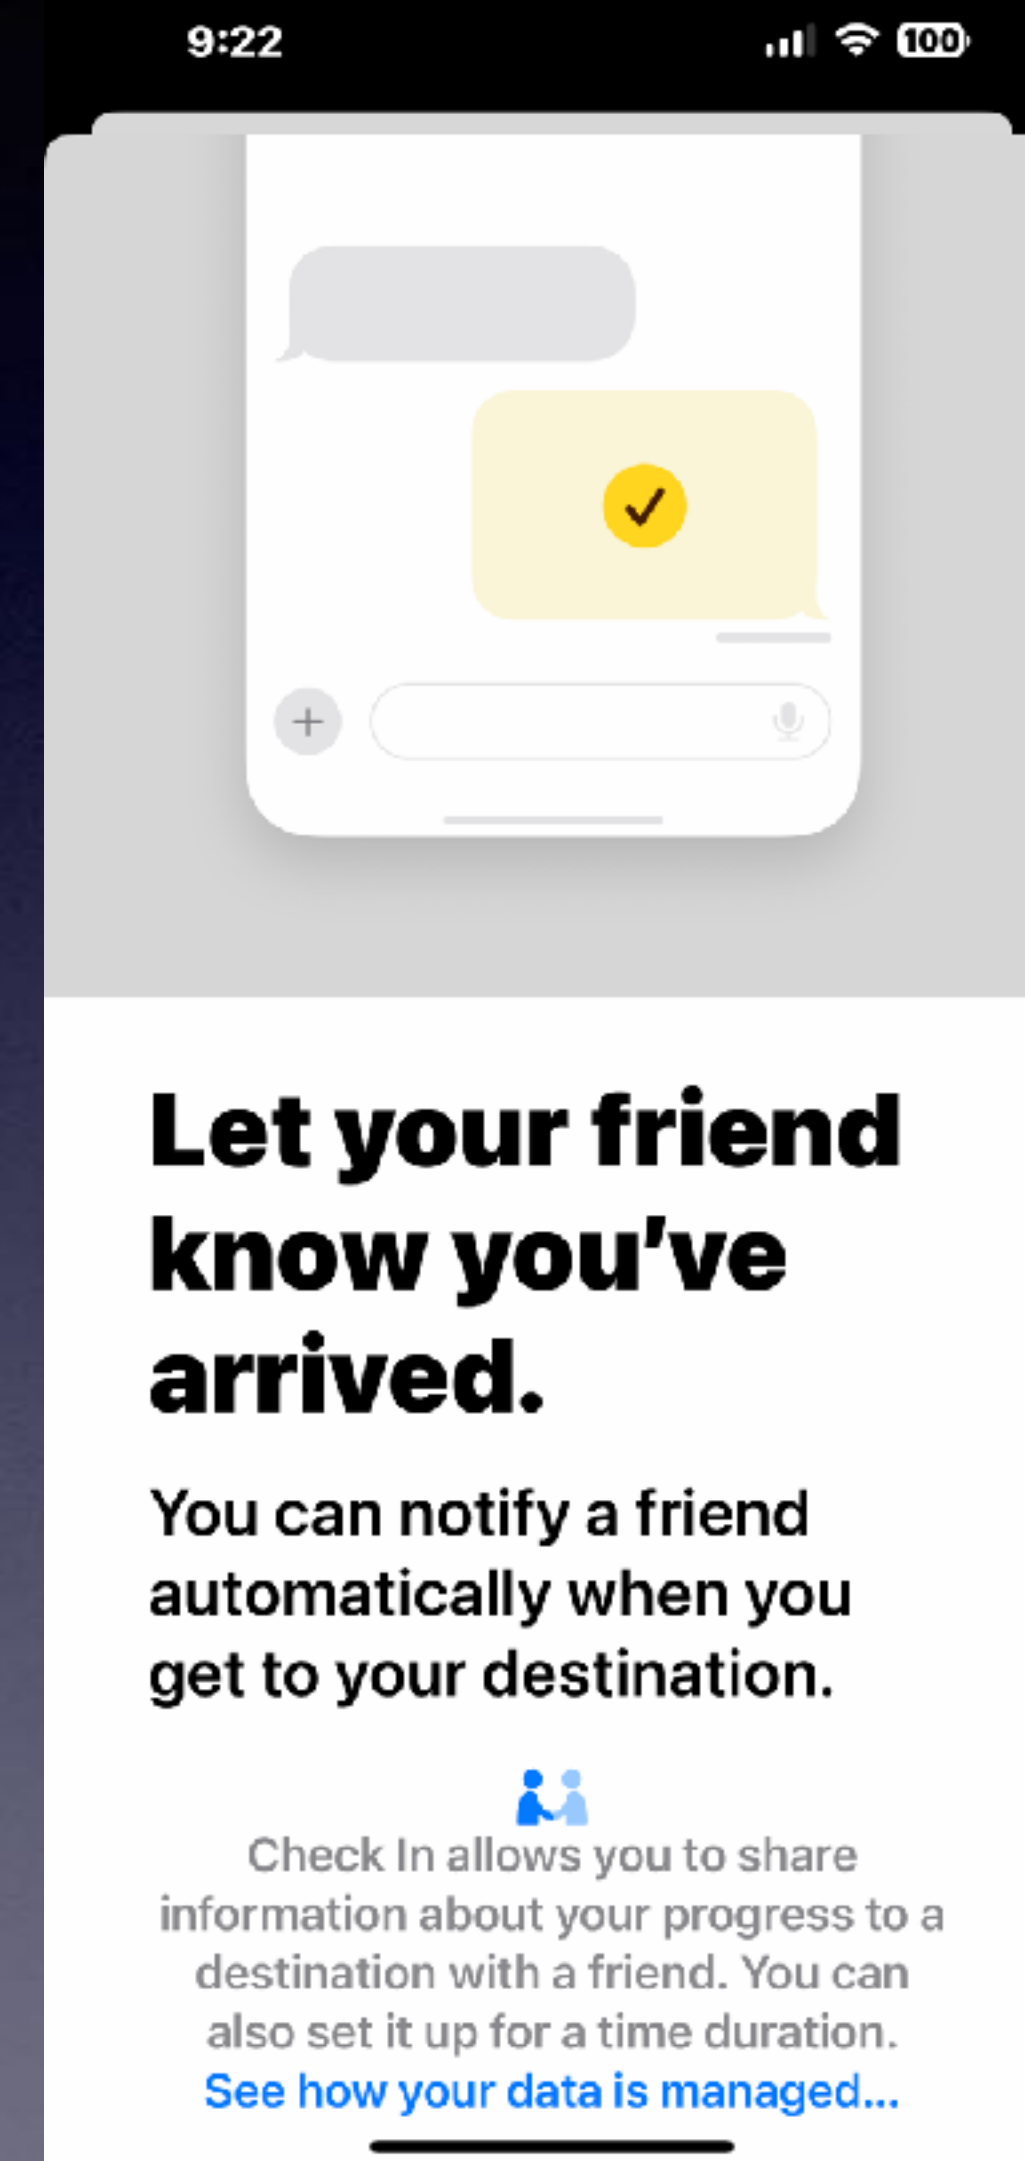 9:22
100
Let your friend
know you've
arrived.
You can notify a friend
automatically when you
get to your destination.
Check In allows you to share
information about your progress to a
destination with a friend. You can
also set it up for a time duration.
See how your data is managed...